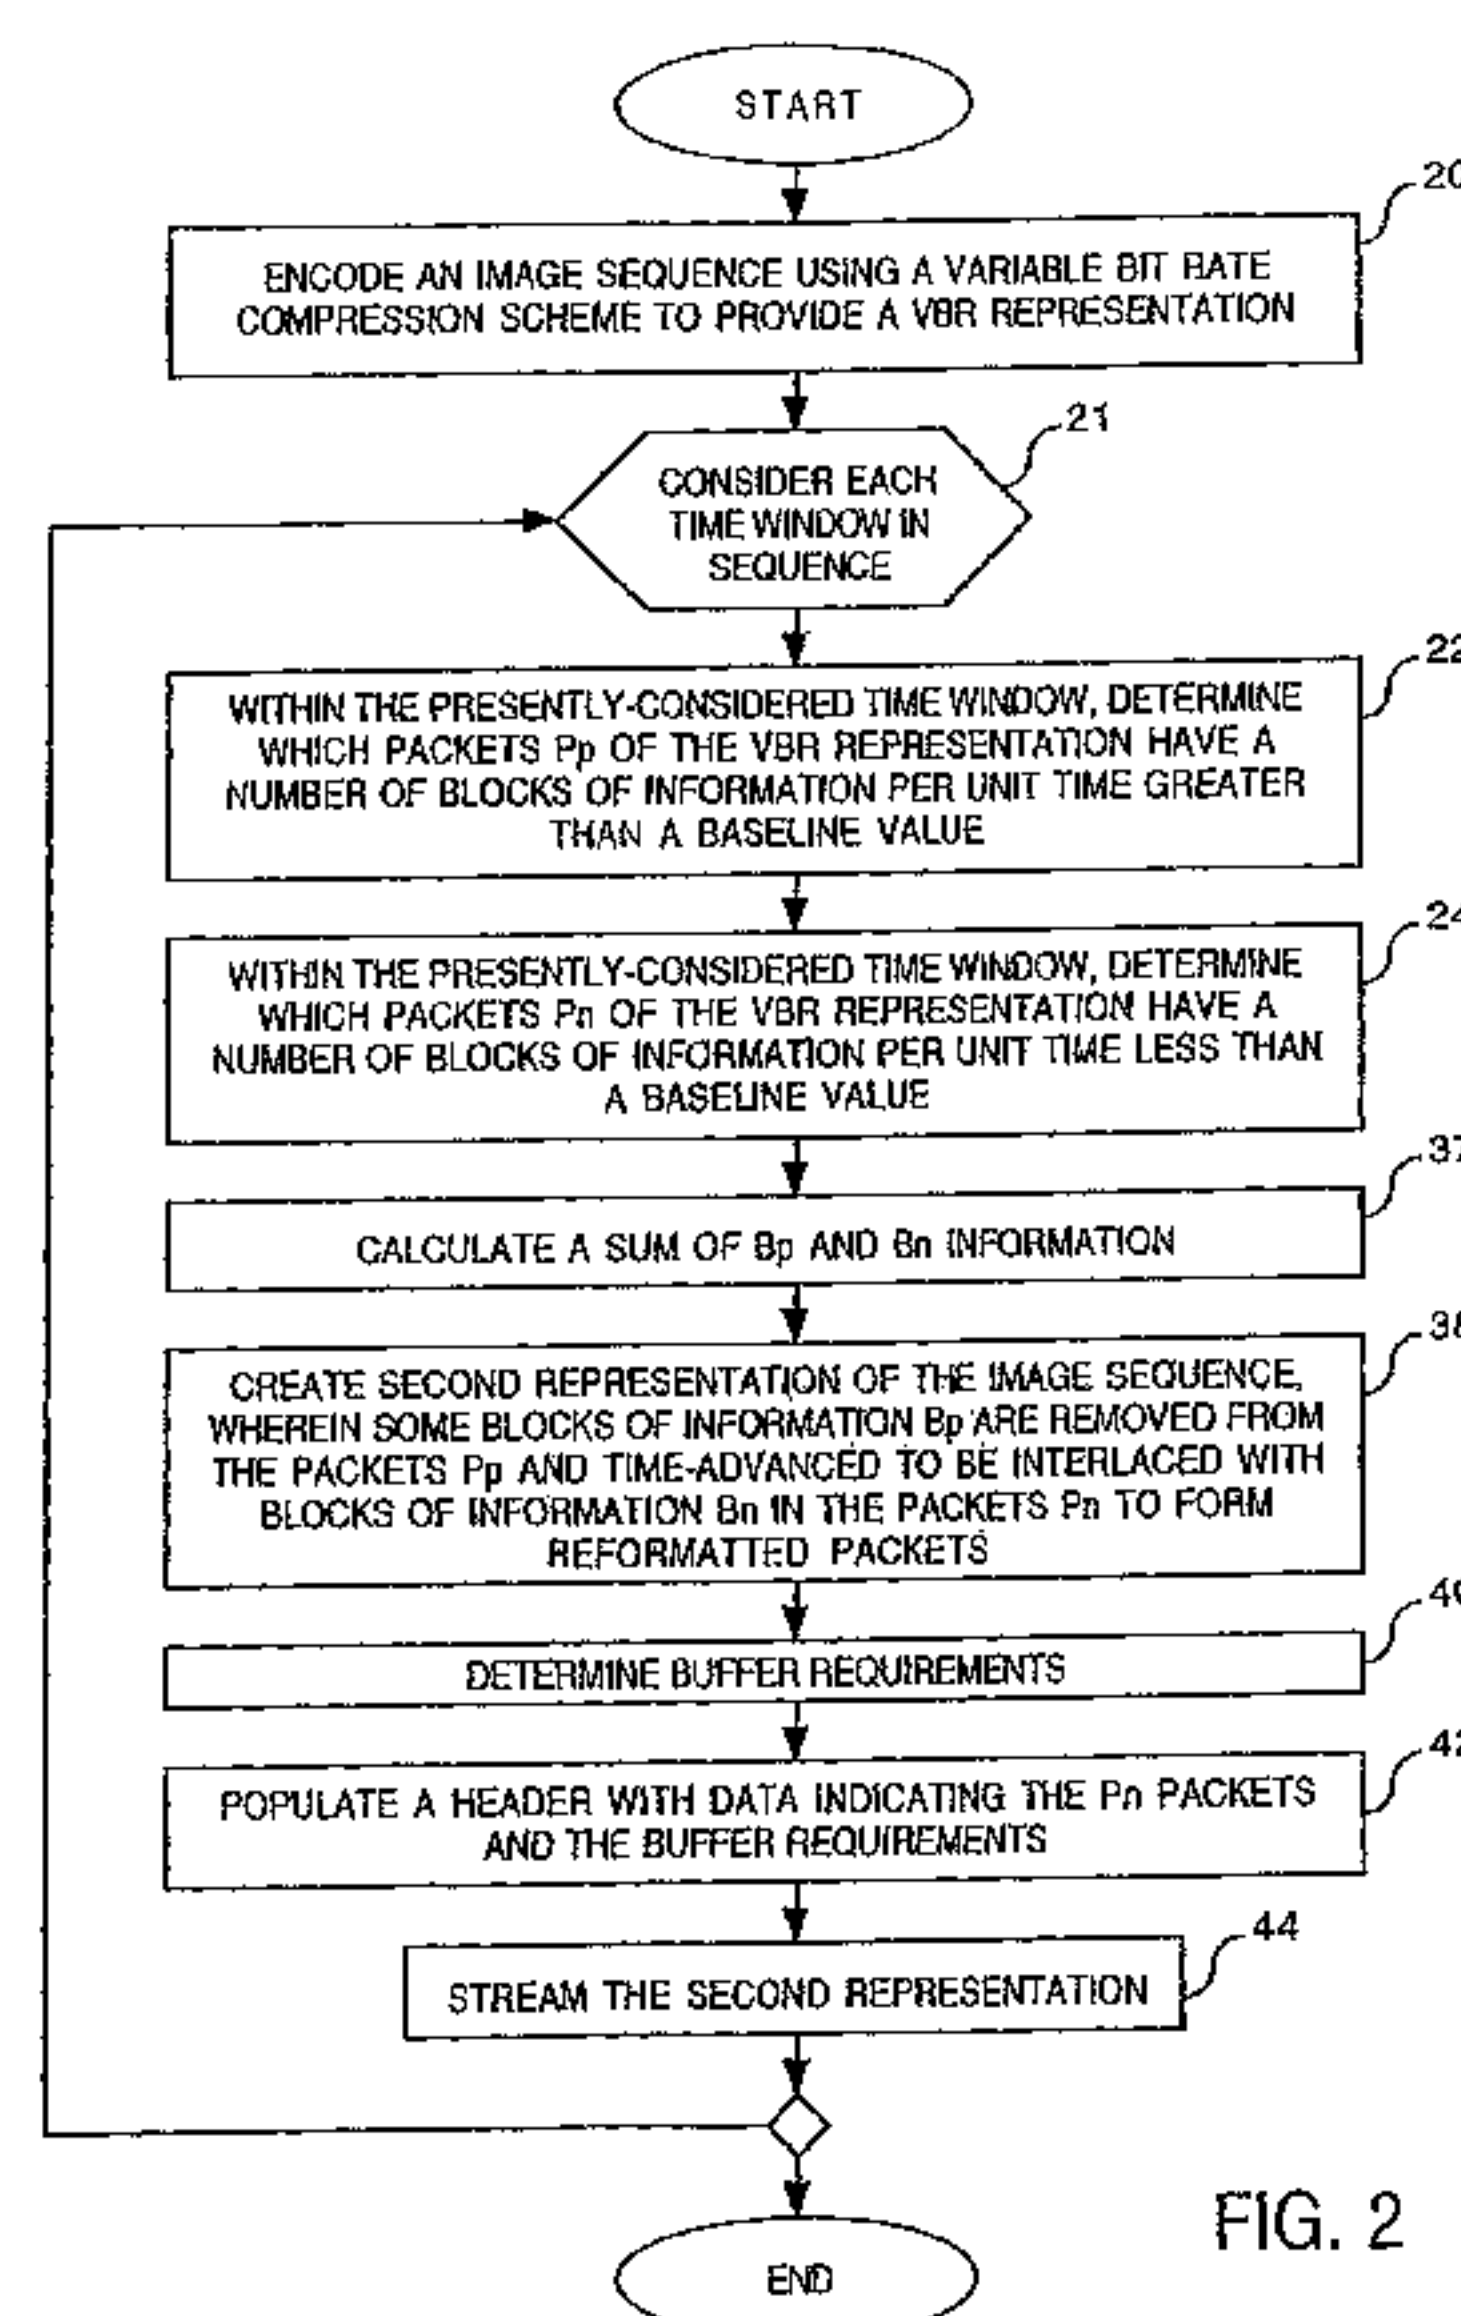 START
20
ENCODE AN IMAGE SEQUENCE USING A VARIABLE BIT RATE
COMPRESSION SCHEME TO PROVIDE A VBR REPRESENTATION
21
CONSIDER EACH
TIME WINDOW IN
SEQUENCE
22
WITHIN THE PRESENTLY-CONSIDERED TIME WINDOW, DETERMINE
WHICH PACKETS Pp OF THE VBR REPRESENTATION HAVE A
NUMBER OF BLOCKS OF INFORMATION PER UNIT TIME GREATER
THAN A BASELINE VALUE
24
WITHIN THE PRESENTLY-CONSIDERED TIME WINDOW, DETERMINE
WHICH PACKETS Pn OF THE VBR REPRESENTATION HAVE A
NUMBER OF BLOCKS OF INFORMATION PER UNIT TIME LESS THAN
A BASELINE VALUE
37
CALCULATE A SUM OF Bp AND Bn INFORMATION
38
CREATE SECOND REPRESENTATION OF THE IMAGE SEQUENCE,
WHEREIN SOME BLOCKS OF INFORMATION Bp ARE REMOVED FROM
THE PACKETS Pp AND TIME-ADVANCED TO BE INTERLACED WITH
BLOCKS OF INFORMATION Bn IN THE PACKETS Pn TO FORM
REFORMATTED PACKETS
40
DETERMINE BUFFER REQUIREMENTS
42
POPULATE A HEADER WITH DATA INDICATING THE Pn PACKETS
AND THE BUFFER REQUIREMENTS
44
STREAM THE SECOND REPRESENTATION
END
FIG. 2